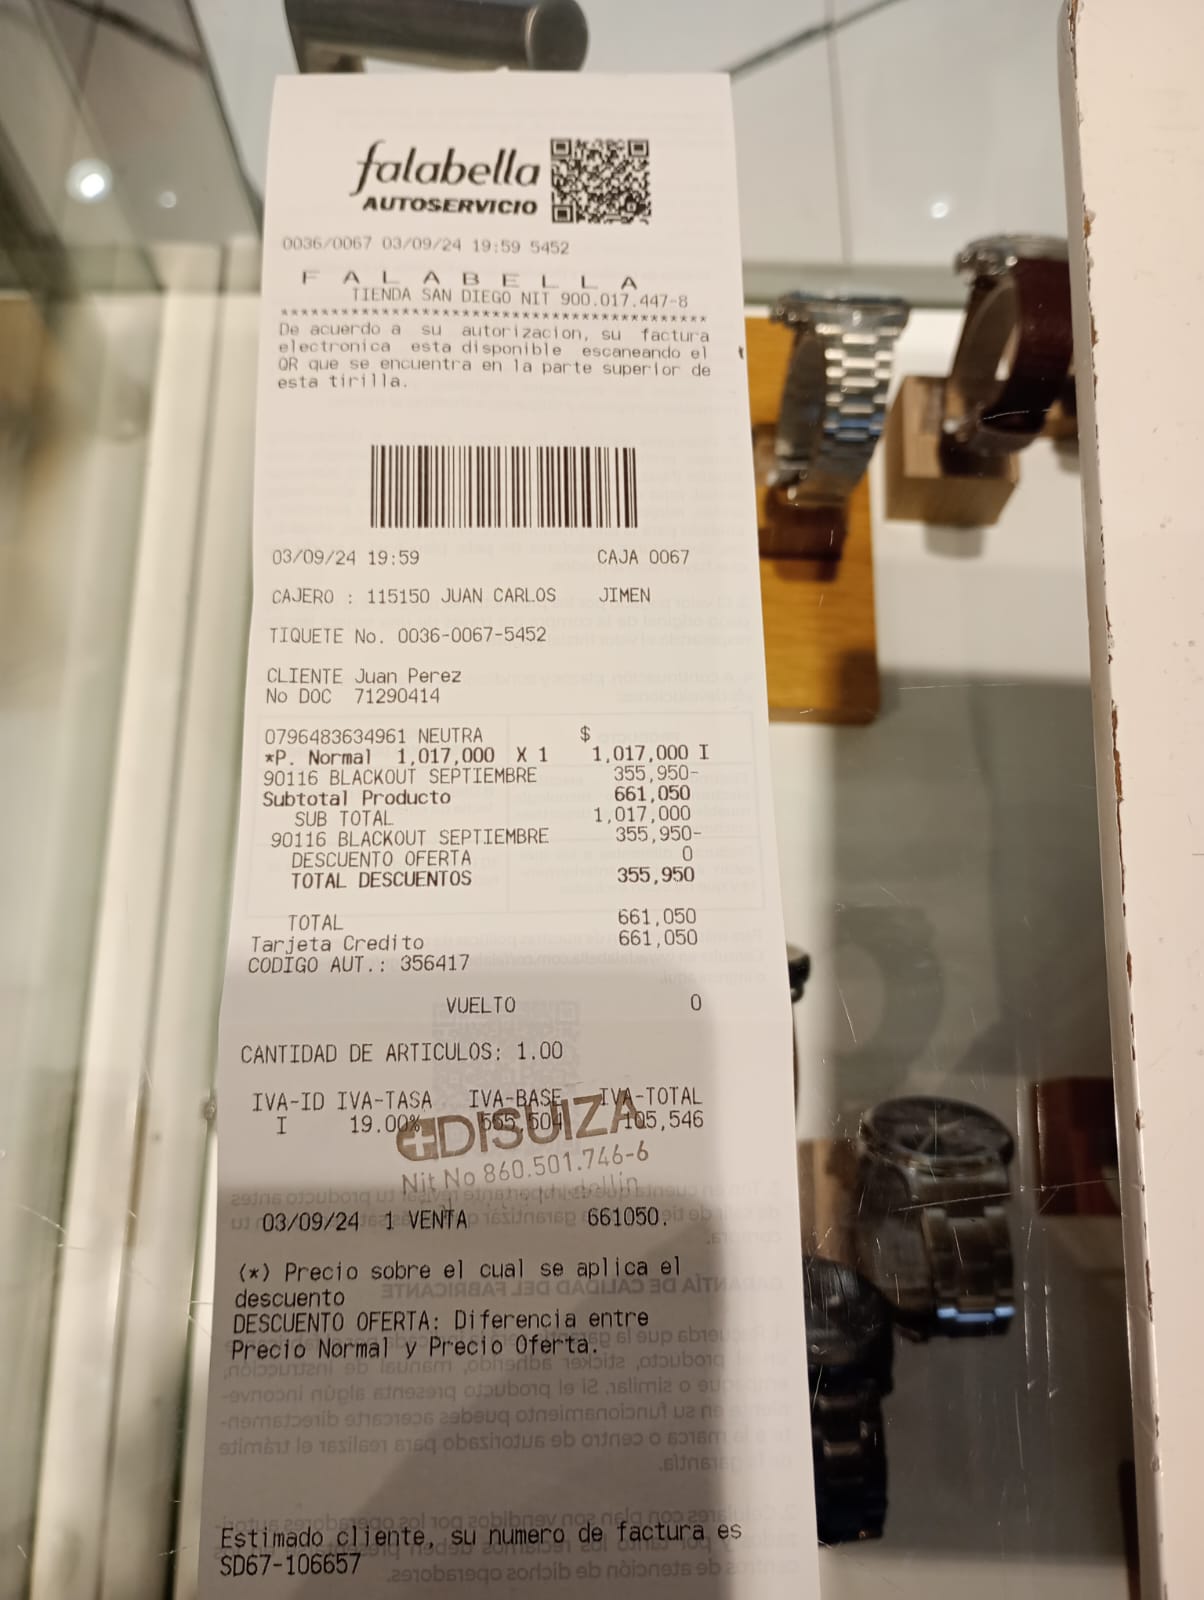 falabella
AUTOSERVICIO
0036/0067 03/09/24 19:59 5452
F A L A B E L L A
TIENDA SAN DIEGO NIT 900.017.447-8
******************************************
De acuerdo a su autorizacion, su factura
electronica esta disponible escaneando el
QR que se encuentra en la parte superior de
esta tirilla.
03/09/24 19:59 CAJA 0067
CAJERO : 115150 JUAN CARLOS JIMEN
TIQUETE No. 0036-0067-5452
CLIENTE Juan Perez
No DOC 71290414
0796483634961 NEUTRA $
*P. Normal 1,017,000 X 1 1,017,000 I
90116 BLACKOUT SEPTIEMBRE 355,950-
Subtotal Producto 661,050
SUB TOTAL 1,017,000
90116 BLACKOUT SEPTIEMBRE 355,950-
DESCUENTO OFERTA 0
TOTAL DESCUENTOS 355,950
TOTAL 661,050
Tarjeta Credito 661,050
CODIGO AUT.: 356417
VUELTO 0
CANTIDAD DE ARTICULOS: 1.00
IVA-ID IVA-TASA IVA-BASE IVA-TOTAL
I 19.00% 555,504 105,546
DISUIZA
Nit No 860.501.746-6
03/09/24 1 VENTA 661050.
(*) Precio sobre el cual se aplica el
descuento
DESCUENTO OFERTA: Diferencia entre
Precio Normal y Precio Oferta.
Estimado cliente, su numero de factura es
SD67-106657